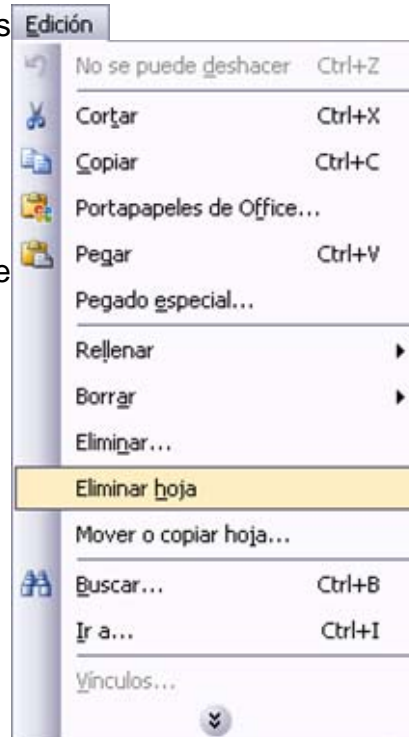 s
Edición
No se puede deshacer Ctrl+Z
Cortar Ctrl+X
Copiar Ctrl+C
Portapapeles de Office...
Pegar Ctrl+V
e
Pegado especial...
Rellenar
Borrar
Eliminar...
Eliminar hoja
Mover o copiar hoja...
Buscar... Ctrl+B
Ir a... Ctrl+I
Vínculos...